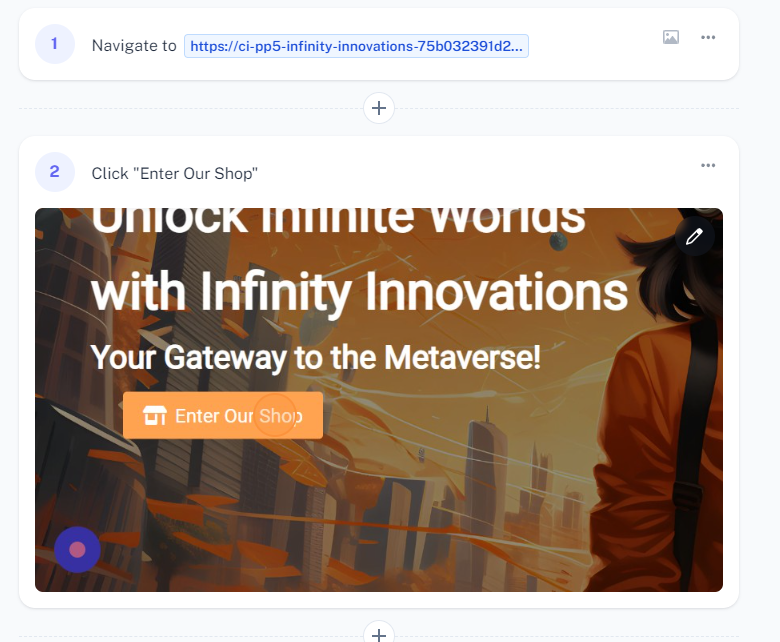 1
Navigate to https://ci-pp5-infinity-innovations-75b032391d2...
2
Click "Enter Our Shop"
Unlock Infinite Worlds
with Infinity Innovations
Your Gateway to the Metaverse!
Enter Our Shop